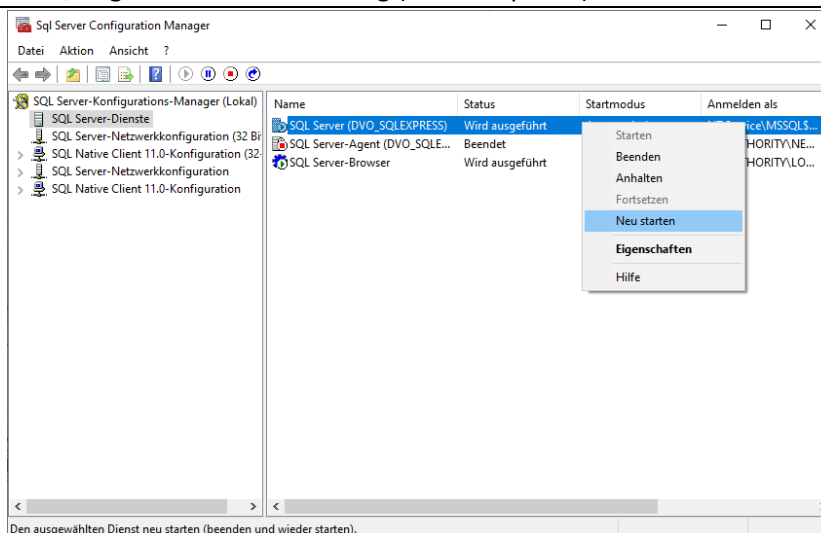 Sql Server Configuration Manager
Datei Aktion Ansicht ?
SQL Server-Konfigurations-Manager (Lokal)
SQL Server-Dienste
SQL Server-Netzwerkkonfiguration (32 Bi
SQL Native Client 11.0-Konfiguration (32-
SQL Server-Netzwerkkonfiguration
SQL Native Client 11.0-Konfiguration
Name Status Startmodus Anmelden als
SQL Server (DVO_SQLEXPRESS) Wird ausgeführt ice\MSSQL$...
SQL Server-Agent (DVO_SQLE... Beendet HORITY\NE...
SQL Server-Browser Wird ausgeführt HORITY\LO...
Starten
Beenden
Anhalten
Fortsetzen
Neu starten
Eigenschaften
Hilfe
Den ausgewählten Dienst neu starten (beenden und wieder starten).